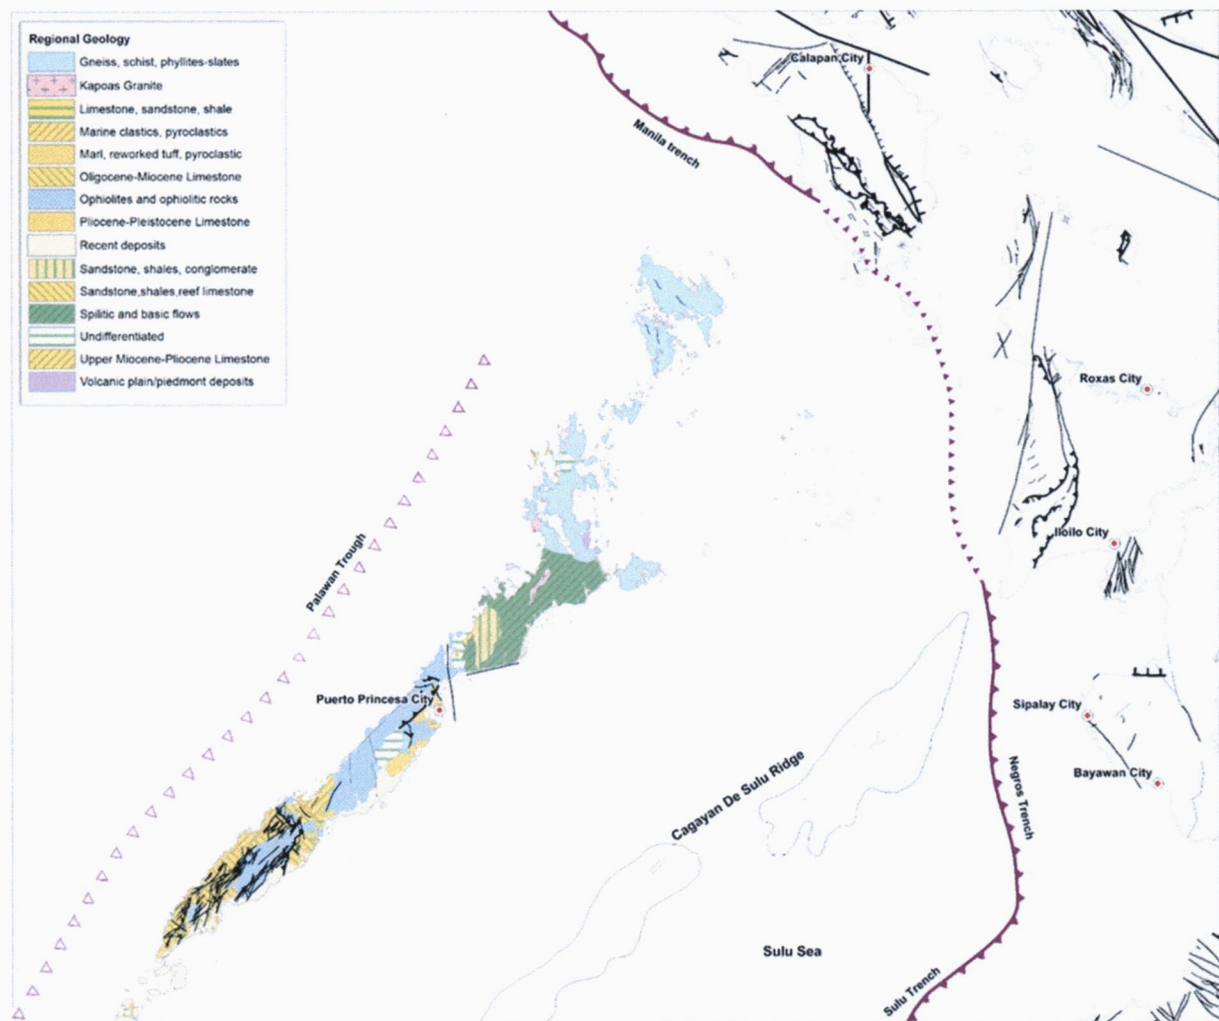 Regional Geology
Gneiss, schist, phyllites-slates
Kapoas Granite
Limestone, sandstone, shale
Marine clastics, pyroclastics
Marl, reworked tuff, pyroclastic
Oligocene-Miocene Limestone
Ophiolites and ophiolitic rocks
Pliocene-Pleistocene Limestone
Recent deposits
Sandstone, shales, conglomerate
Sandstone,shales,reef limestone
Spilitic and basic flows
Undifferentiated
Upper Miocene-Pliocene Limestone
Volcanic plain/piedmont deposits
Calapan City
Manila trench
Roxas City
Iloilo City
Palawan Trough
Puerto Princesa City
Sipalay City
Bayawan City
Negros Trench
Cagayan De Sulu Ridge
Sulu Sea
Sulu Trench